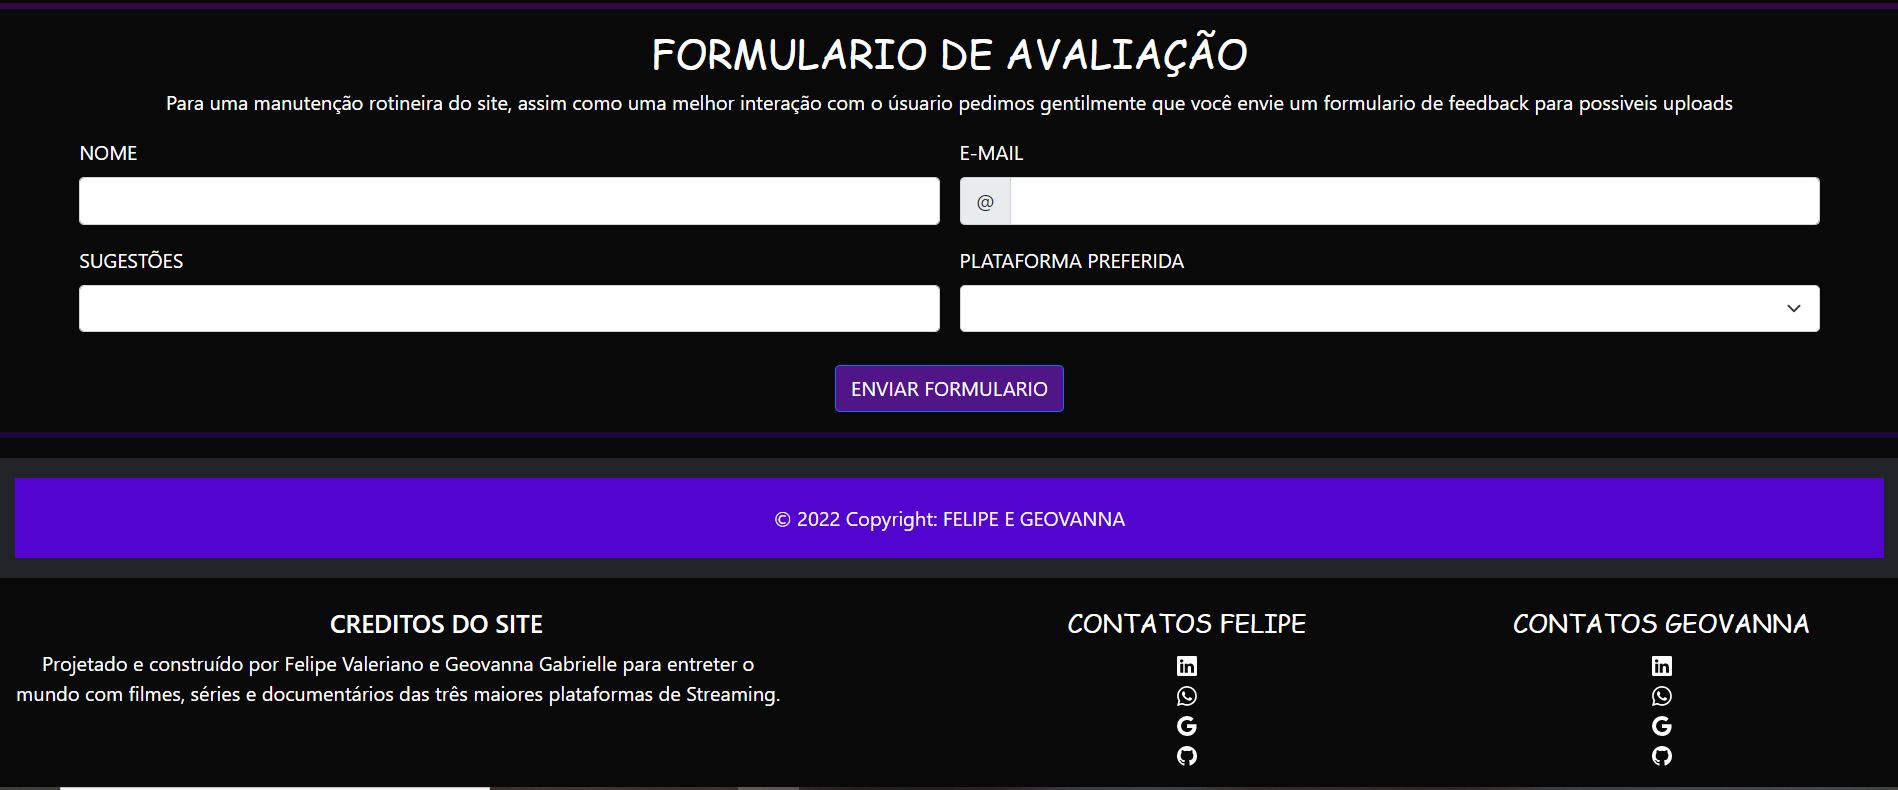 FORMULARIO DE AVALIAÇÃO
Para uma manutenção rotineira do site, assim como uma melhor interação com o úsuario pedimos gentilmente que você envie um formulario de feedback para possiveis uploads
NOME
E-MAIL
@
SUGESTÕES
PLATAFORMA PREFERIDA
ENVIAR FORMULARIO
© 2022 Copyright: FELIPE E GEOVANNA
CREDITOS DO SITE
Projetado e construído por Felipe Valeriano e Geovanna Gabrielle para entreter o
mundo com filmes, séries e documentários das três maiores plataformas de Streaming.
CONTATOS FELIPE
CONTATOS GEOVANNA